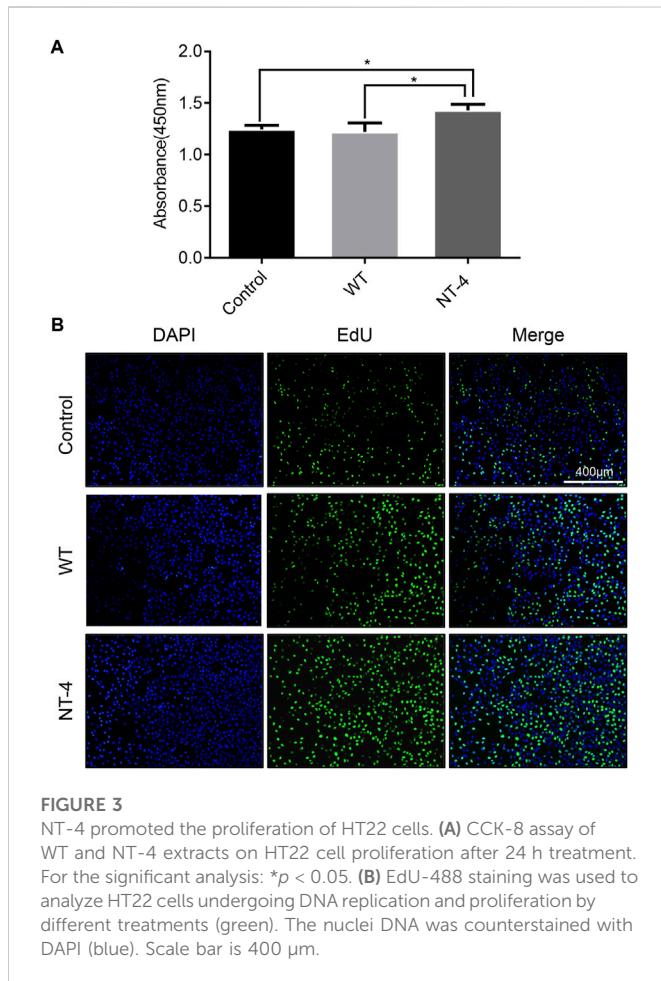 A
2.0
1.5
1.0
0.5
0.0
Absorbance(450nm)
*
*
Control
WT
NT-4
B
DAPI
EdU
Merge
Control
400μm
WT
NT-4
FIGURE 3
NT-4 promoted the proliferation of HT22 cells. (A) CCK-8 assay of
WT and NT-4 extracts on HT22 cell proliferation after 24 h treatment.
For the significant analysis: *p < 0.05. (B) EdU-488 staining was used to
analyze HT22 cells undergoing DNA replication and proliferation by
different treatments (green). The nuclei DNA was counterstained with
DAPI (blue). Scale bar is 400 μm.